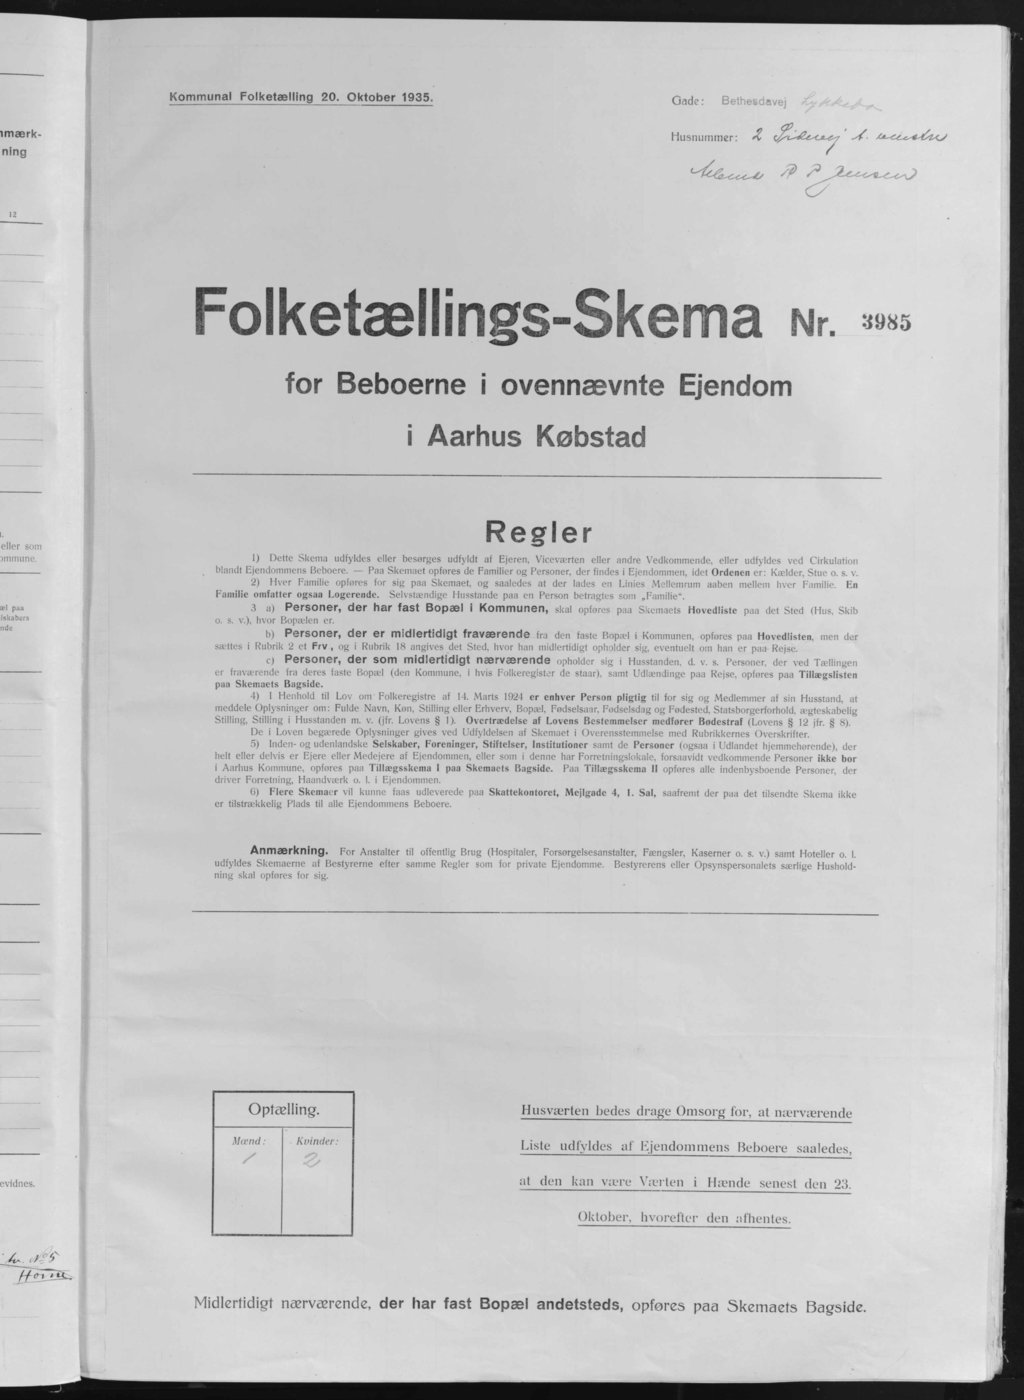 mærk-
ning
12
eller som
ommune.
æl paa
lskabers
nde
evidnes.
Horne
Kommunal Folketælling 20. Oktober 1935.
Gade: Bethesdavej
Husnummer: 2
Jensen
Folketællings-Skema Nr. 3985
for Beboerne i ovennævnte Ejendom
i Aarhus Købstad
Regler
1) Dette Skema udfyldes eller besørges udfyldt af Ejeren, Viceværten eller andre Vedkommende, eller udfyldes ved Cirkulation
blandt Ejendommens Beboere. — Paa Skemaet opføres de Familier og Personer, der findes i Ejendommen, idet Ordenen er: Kælder, Stue o. s. v.
2) Hver Familie opføres for sig paa Skemaet, og saaledes at der lades en Linies Mellemrum aaben mellem hver Familie. En
Familie omfatter ogsaa Logerende. Selvstændige Husstande paa en Person betragtes som „Familie“.
3 a) Personer, der har fast Bopæl i Kommunen, skal opføres paa Skemaets Hovedliste paa det Sted (Hus, Skib
o. s. v.), hvor Bopælen er.
b) Personer, der er midlertidigt fraværende fra den faste Bopæl i Kommunen, opføres paa Hovedlisten, men der
sættes i Rubrik 2 et Frv., og i Rubrik 18 angives det Sted, hvor han midlertidigt opholder sig, eventuelt om han er paa Rejse.
c) Personer, der som midlertidigt nærværende opholder sig i Husstanden, d. v. s. Personer, der ved Tællingen
er fraværende fra deres faste Bopæl (den Kommune, i hvis Folkeregister de staar), samt Udlændinge paa Rejse, opføres paa Tillægslisten
paa Skemaets Bagside.
4) I Henhold til Lov om Folkeregistre af 14. Marts 1924 er enhver Person pligtig til for sig og Medlemmer af sin Husstand, at
meddele Oplysninger om: Fulde Navn, Køn, Stilling eller Erhverv, Bopæl, Fødselsaar, Fødselsdag og Fødested, Statsborgerforhold, ægteskabelig
Stilling, Stilling i Husstanden m. v. (jfr. Lovens § 1). Overtrædelse af Lovens Bestemmelser medfører Bødestraf (Lovens § 12 jfr. § 8).
De i Loven begærede Oplysninger gives ved Udfyldelsen af Skemaet i Overensstemmelse med Rubrikkernes Overskrifter.
5) Inden- og udenlandske Selskaber, Foreninger, Stiftelser, Institutioner samt de Personer (ogsaa i Udlandet hjemmehørende), der
helt eller delvis er Ejere eller Medejere af Ejendommen, eller som i denne har Forretningslokale, forsaavidt vedkommende Personer ikke bor
i Aarhus Kommune, opføres paa Tillægsskema I paa Skemaets Bagside. Paa Tillægsskema II opføres alle indenbysboende Personer, der
driver Forretning, Haandværk o. l. i Ejendommen.
6) Flere Skemaer vil kunne faas udleverede paa Skattekontoret, Mejlgade 4, 1. Sal, saafremt der paa det tilsendte Skema ikke
er tilstrækkelig Plads til alle Ejendommens Beboere.
Anmærkning. For Anstalter til offentlig Brug (Hospitaler, Forsørgelsesanstalter, Fængsler, Kaserner o. s. v.) samt Hoteller o. l.
udfyldes Skemaerne af Bestyrerne efter samme Regler som for private Ejendomme. Bestyrerens eller Opsynspersonalets særlige Hushold-
ning skal opføres for sig.
Optælling.
Mænd: Kvinder:
1 2
Husværten bedes drage Omsorg for, at nærværende
Liste udfyldes af Ejendommens Beboere saaledes,
at den kan være Værten i Hænde senest den 23.
Oktober, hvorefter den afhentes.
Midlertidigt nærværende, der har fast Bopæl andetsteds, opføres paa Skemaets Bagside.